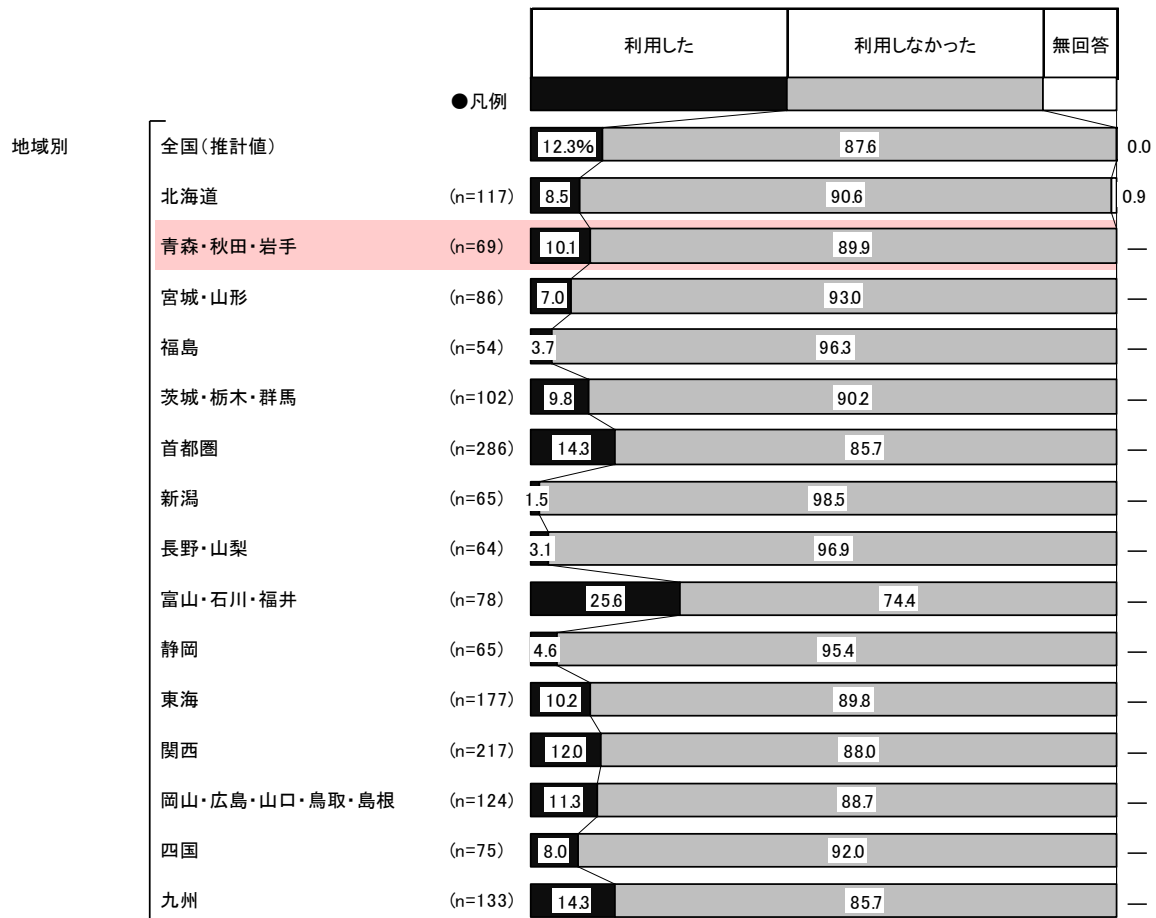 利用した 利用しなかった 無回答
●凡例
地域別 全国(推計値) 12.3% 87.6 0.0
北海道 (n=117) 8.5 90.6 0.9
青森・秋田・岩手 (n=69) 10.1 89.9 —
宮城・山形 (n=86) 7.0 93.0 —
福島 (n=54) 3.7 96.3 —
茨城・栃木・群馬 (n=102) 9.8 90.2 —
首都圏 (n=286) 14.3 85.7 —
新潟 (n=65) 1.5 98.5 —
長野・山梨 (n=64) 3.1 96.9 —
富山・石川・福井 (n=78) 25.6 74.4 —
静岡 (n=65) 4.6 95.4 —
東海 (n=177) 10.2 89.8 —
関西 (n=217) 12.0 88.0 —
岡山・広島・山口・鳥取・島根 (n=124) 11.3 88.7 —
四国 (n=75) 8.0 92.0 —
九州 (n=133) 14.3 85.7 —